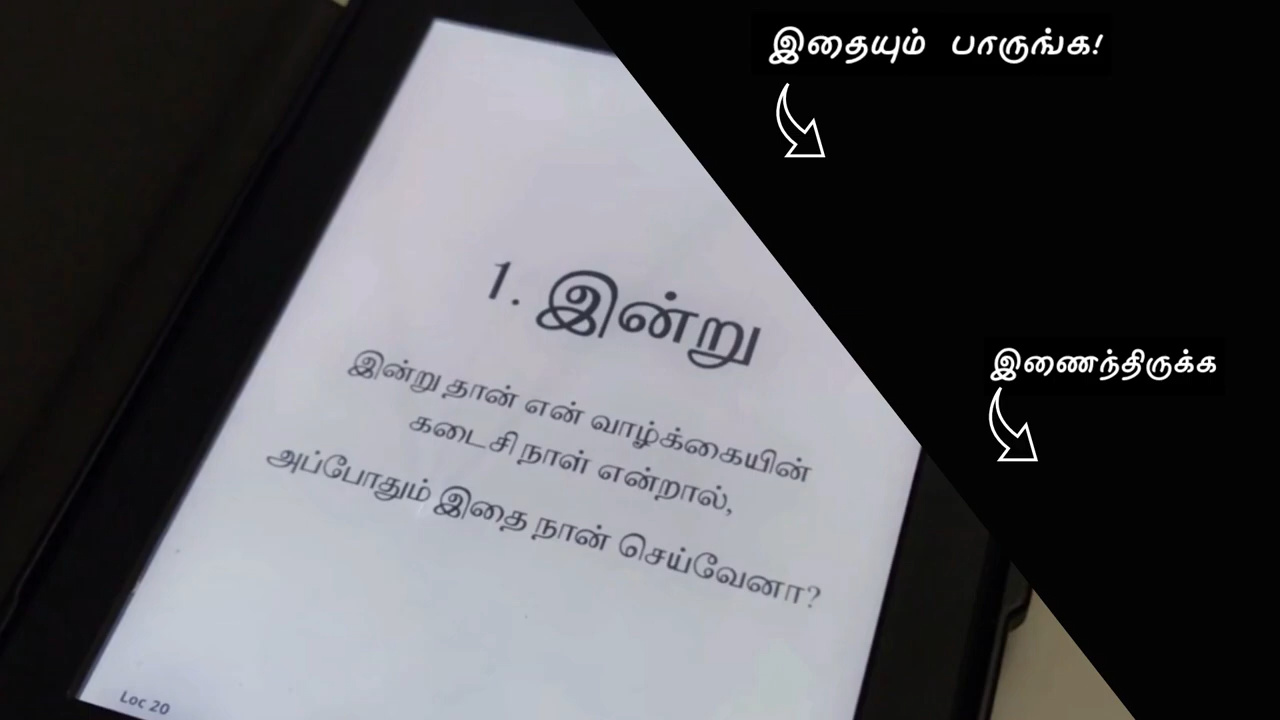 இதையும் பாருங்க!
1. இன்று
இன்று தான் என் வாழ்க்கையின்
கடைசி நாள் என்றால்,
அப்போதும் இதை நான் செய்வேனா?
Loc 20
இணைந்திருக்க